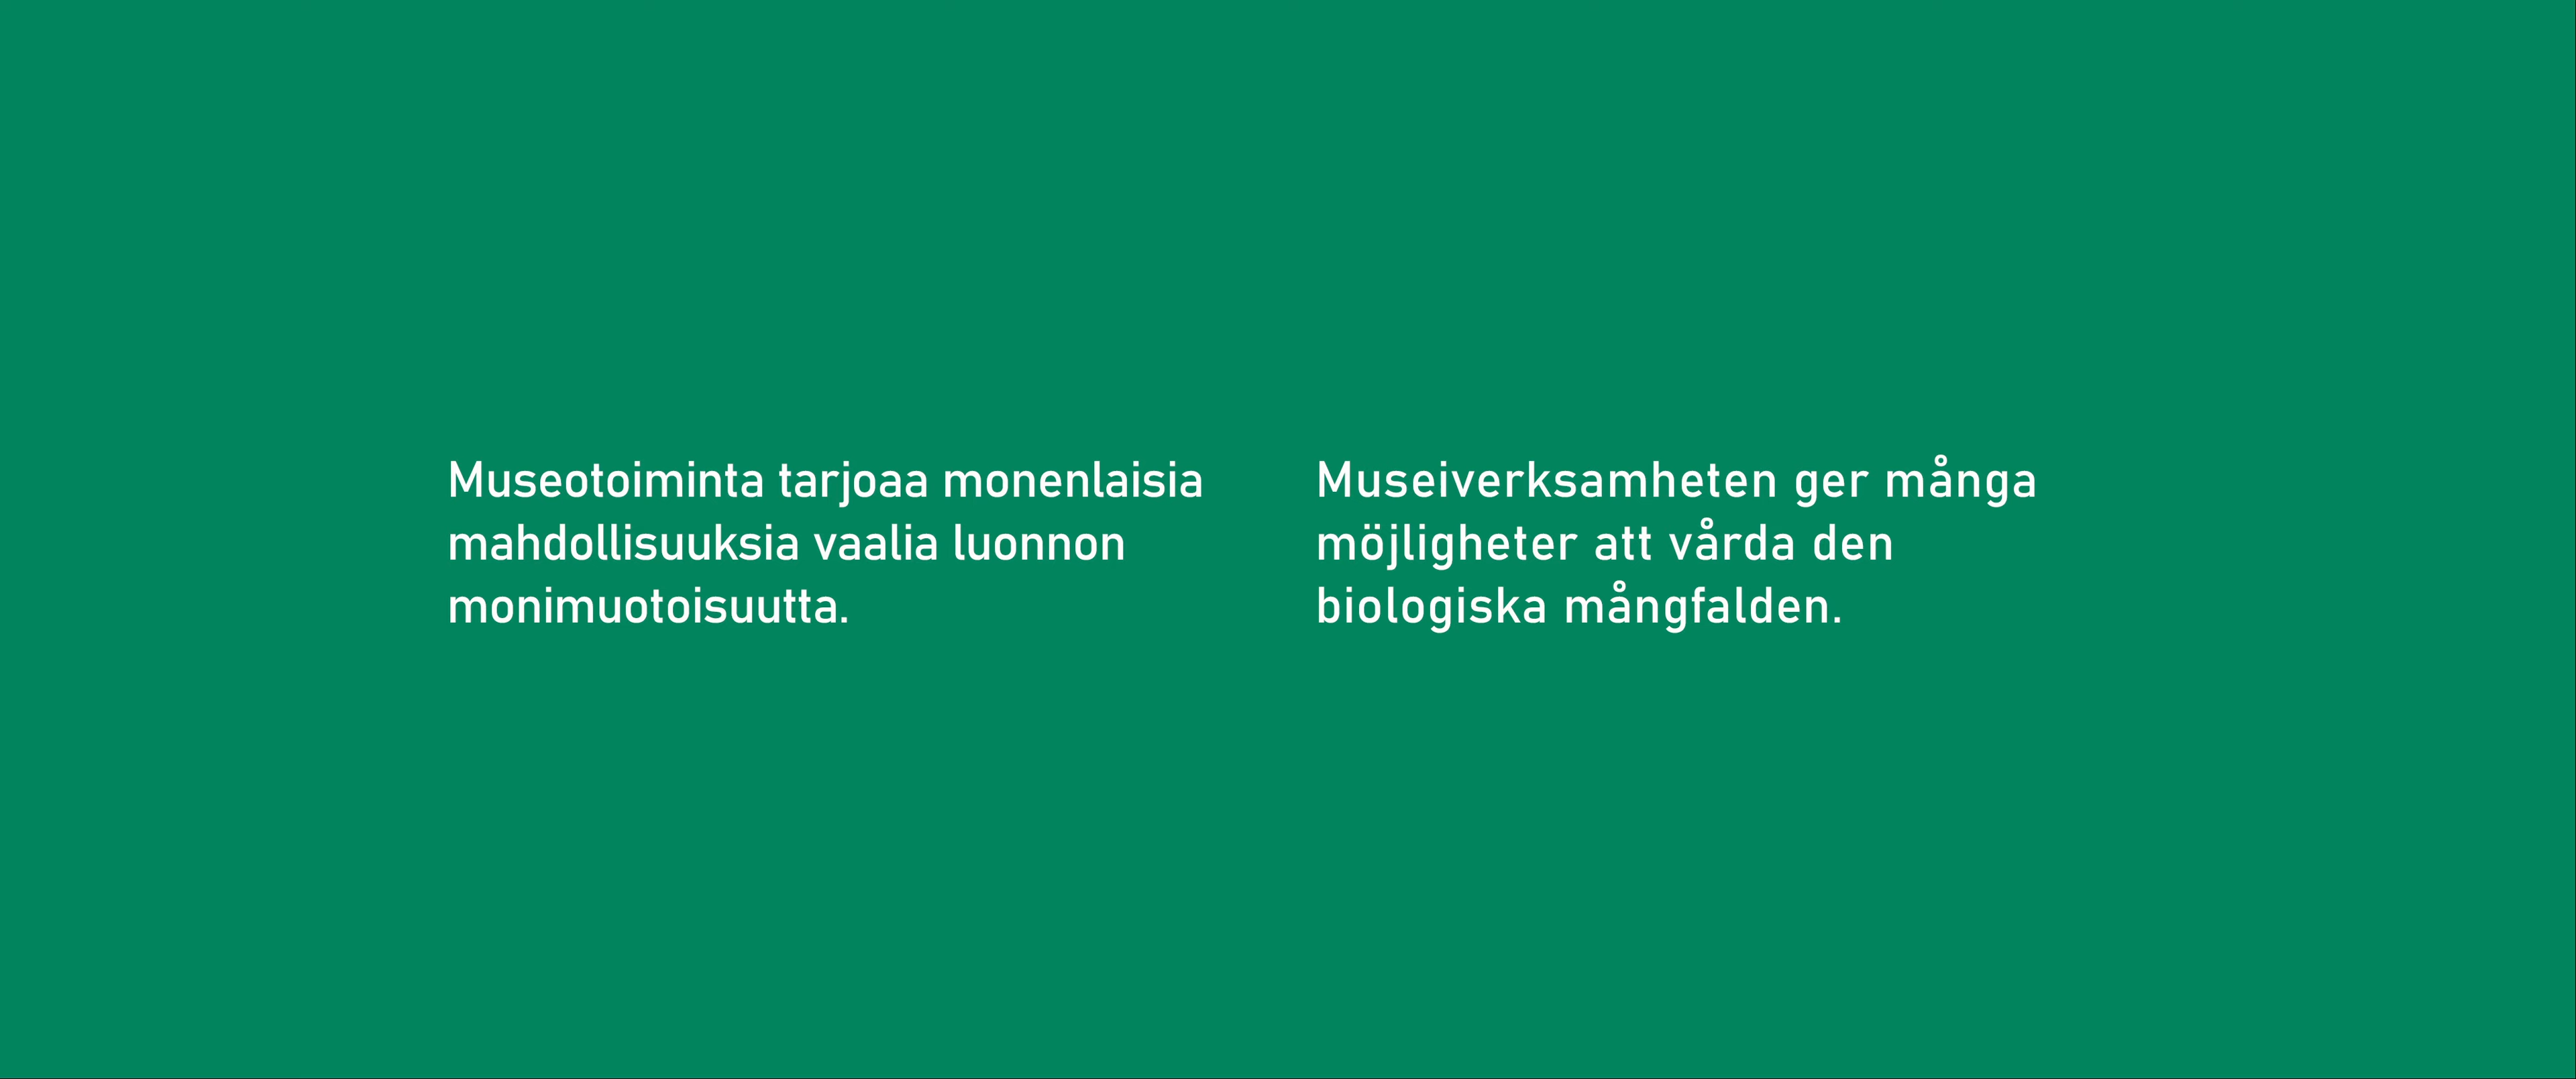 Museotoiminta tarjoaa monenlaisia
mahdollisuuksia vaalia luonnon
monimuotoisuutta.
Museiverksamheten ger många
möjligheter att vårda den
biologiska mångfalden.